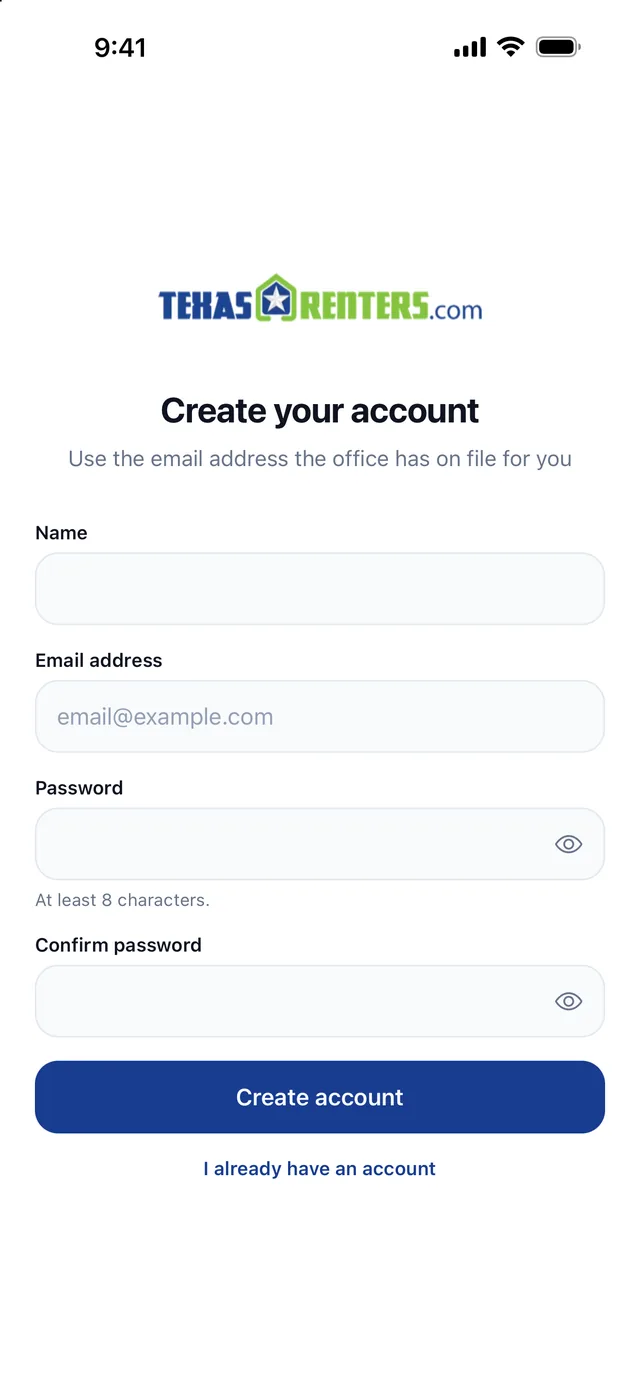 9:41
TEXAS RENTERS.com
Create your account
Use the email address the office has on file for you
Name
Email address
email@example.com
Password
At least 8 characters.
Confirm password
Create account
I already have an account